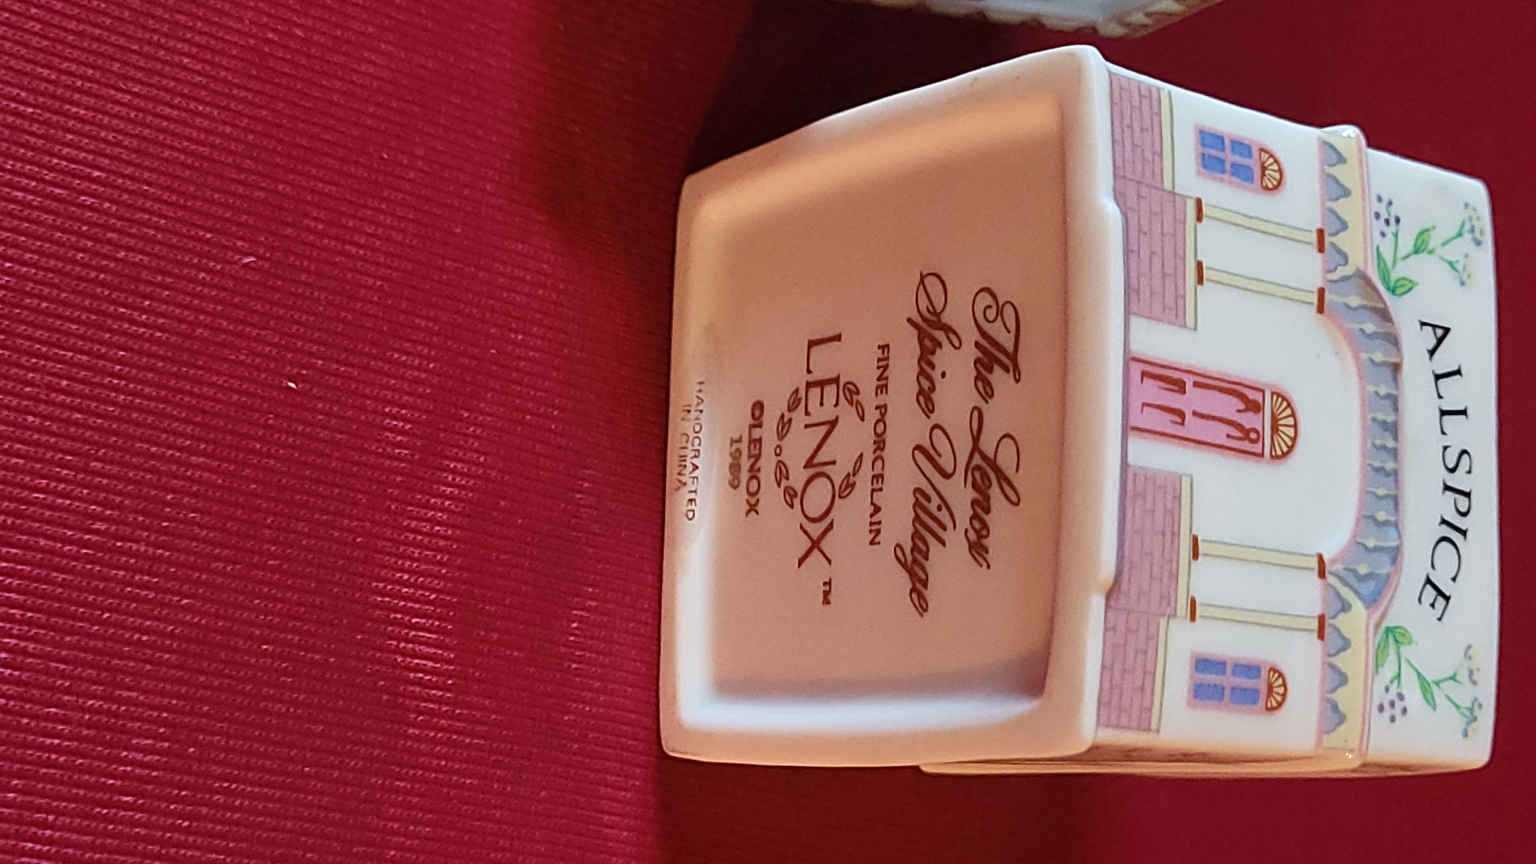 The Lenox
Spice Village
FINE PORCELAIN
LENOX™
©LENOX
1989
HANDCRAFTED
IN CHINA
ALLSPICE